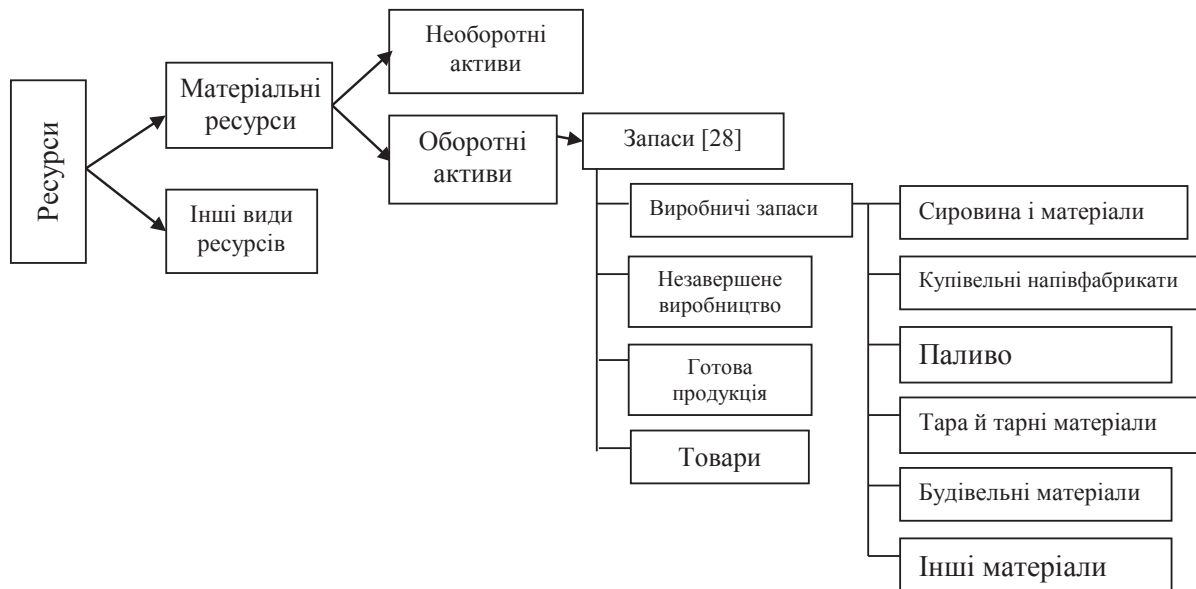 Ресурси
Матеріальні
ресурси
Інші види
ресурсів
Необоротні
активи
Оборотні
активи
Запаси [28]
Виробничі запаси
Незавершене
виробництво
Готова
продукція
Товари
Сировина і матеріали
Купівельні напівфабрикати
Паливо
Тара й тарні матеріали
Будівельні матеріали
Інші матеріали